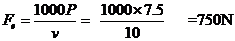 Fₑ = 1000P / v = 1000×7.5 / 10 =750N